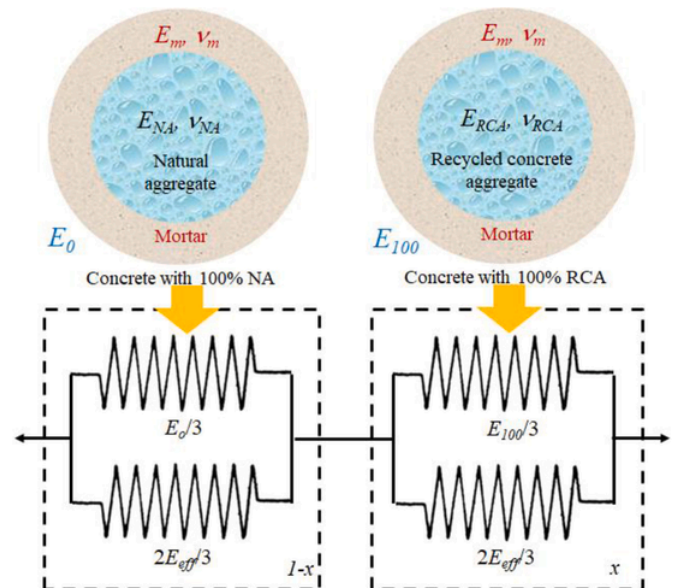 Em, νm
ENA, νNA
Natural
aggregate
Mortar
E0
Concrete with 100% NA
Em, νm
ERCA, νRCA
Recycled concrete
aggregate
Mortar
E100
Concrete with 100% RCA
Eo/3
2Eeff/3
1-x
E100/3
2Eeff/3
x